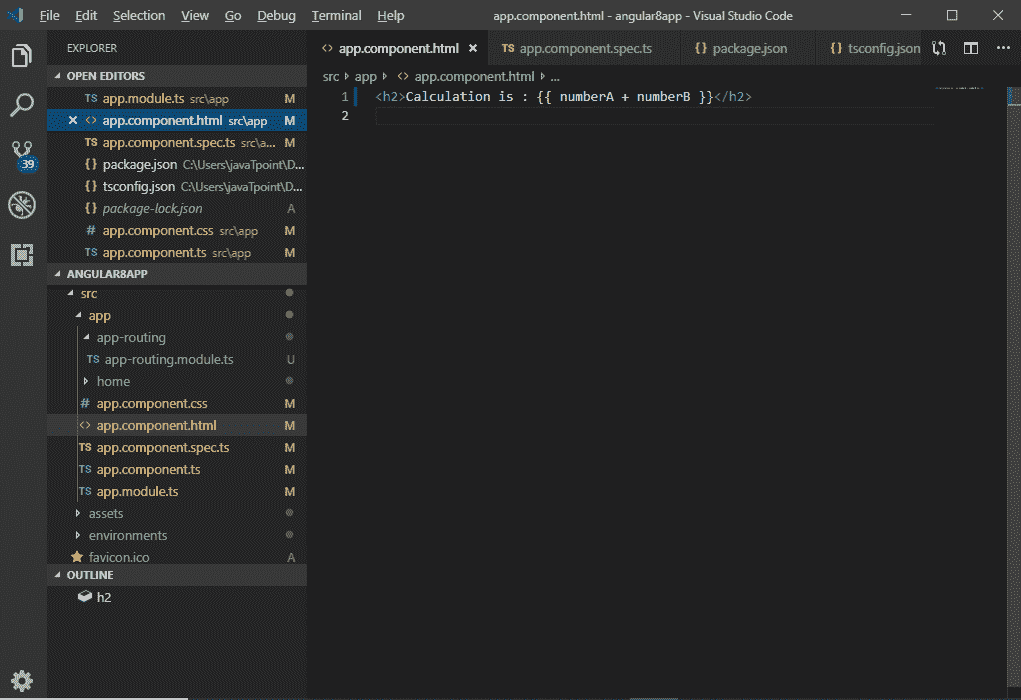 File Edit Selection View Go Debug Terminal Help app.component.html - angular8app - Visual Studio Code
EXPLORER
OPEN EDITORS
TS app.module.ts src\app M
<> app.component.html src\app M
TS app.component.spec.ts src\a... M
{} package.json C:\Users\javaTpoint\D...
{} tsconfig.json C:\Users\javaTpoint\D...
{} package-lock.json A
# app.component.css src\app M
TS app.component.ts src\app M
39
ANGULAR8APP
src
app
app-routing
TS app-routing.module.ts U
home
# app.component.css M
<> app.component.html M
TS app.component.spec.ts M
TS app.component.ts M
TS app.module.ts M
assets
environments
favicon.ico A
OUTLINE
h2
<> app.component.html TS app.component.spec.ts {} package.json {} tsconfig.json
src app <> app.component.html ...
1 <h2>Calculation is : {{ numberA + numberB }}</h2>
2